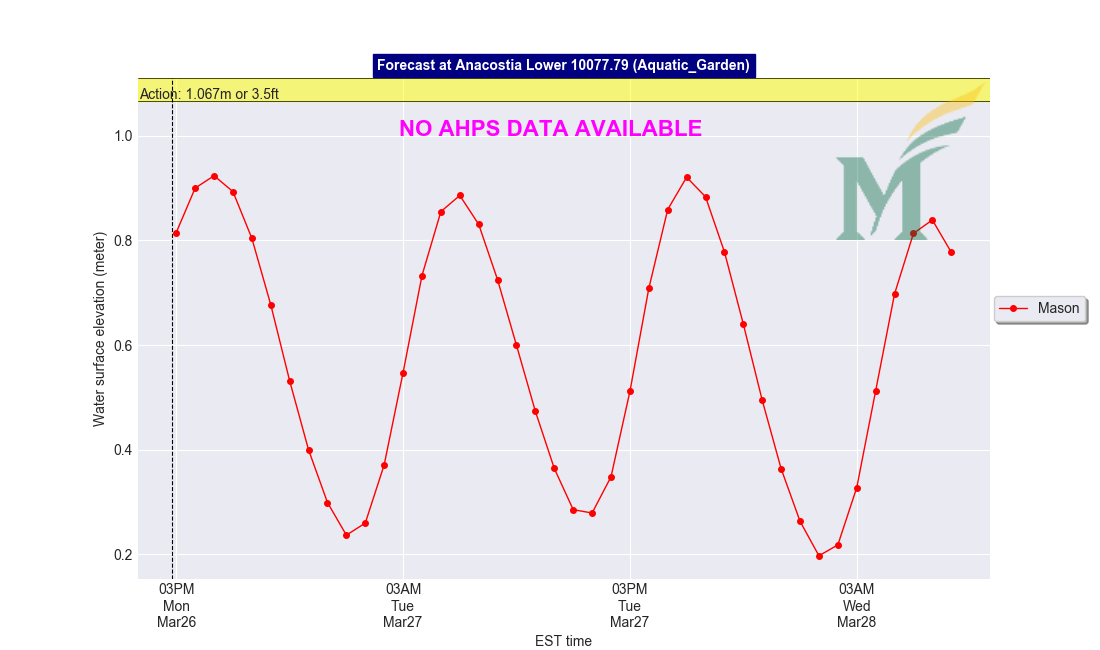 Forecast at Anacostia Lower 10077.79 (Aquatic_Garden)
Action: 1.067m or 3.5ft
NO AHPS DATA AVAILABLE
M
1.0
0.8
0.6
0.4
0.2
Water surface elevation (meter)
Mason
03PM
Mon
Mar26
03AM
Tue
Mar27
03PM
Tue
Mar27
03AM
Wed
Mar28
EST time